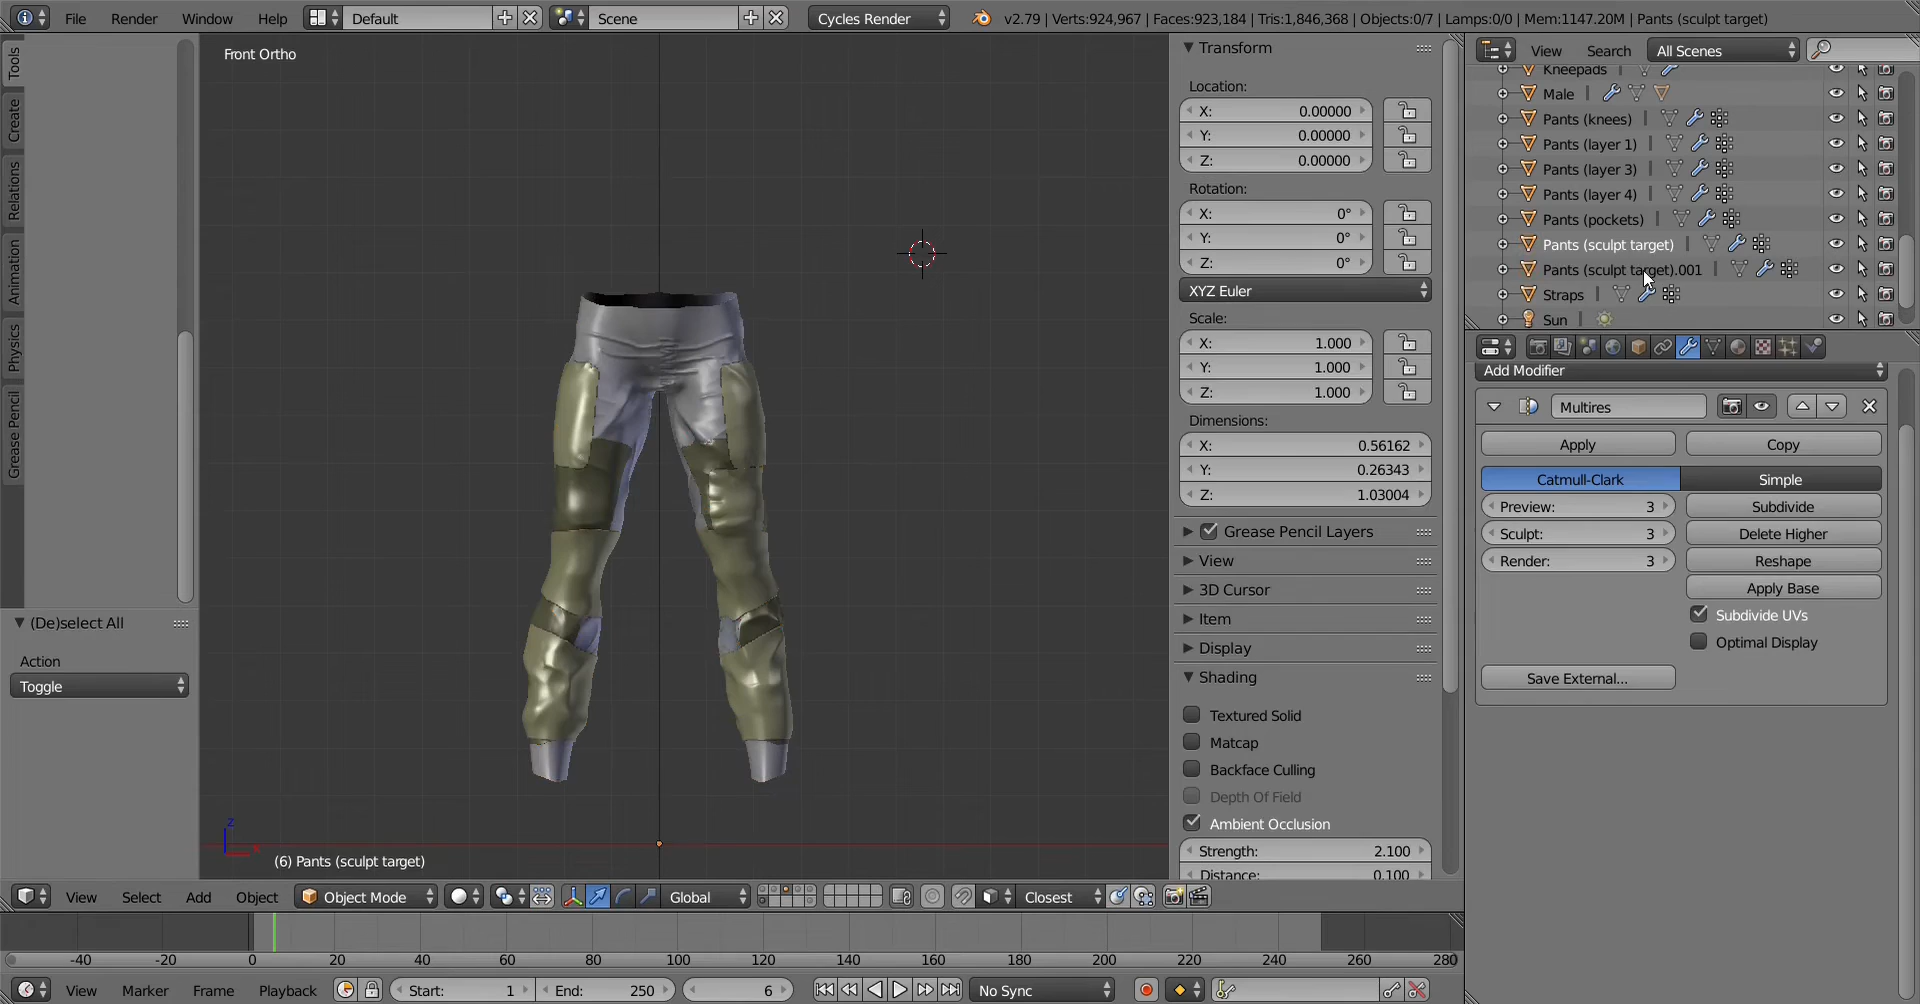 File Render Window Help Default Scene Cycles Render v2.79 | Verts:924,967 | Faces:923,184 | Tris:1,846,368 | Objects:0/7 | Lamps:0/0 | Mem:1147.20M | Pants (sculpt target)
Tools
Create
Relations
Animation
Physics
Grease Pencil
(De)select All
Action
Toggle
Front Ortho
(6) Pants (sculpt target)
Transform
Location:
X: 0.00000
Y: 0.00000
Z: 0.00000
Rotation:
X: 0°
Y: 0°
Z: 0°
XYZ Euler
Scale:
X: 1.000
Y: 1.000
Z: 1.000
Dimensions:
X: 0.56162
Y: 0.26343
Z: 1.03004
Grease Pencil Layers
View
3D Cursor
Item
Display
Shading
Textured Solid
Matcap
Backface Culling
Depth Of Field
Ambient Occlusion
Strength: 2.100
Distance: 0.100
View Search All Scenes
Kneepads
Male
Pants (knees)
Pants (layer 1)
Pants (layer 3)
Pants (layer 4)
Pants (pockets)
Pants (sculpt target)
Pants (sculpt target).001
Straps
Sun
Add Modifier
Multires
Apply Copy
Catmull-Clark Simple
Preview: 3 Subdivide
Sculpt: 3 Delete Higher
Render: 3 Reshape
Apply Base
Subdivide UVs
Optimal Display
Save External...
View Select Add Object Object Mode Global Closest
-40 -20 0 20 40 60 80 100 120 140 160 180 200 220 240 260 280
View Marker Frame Playback Start: 1 End: 250 6 No Sync